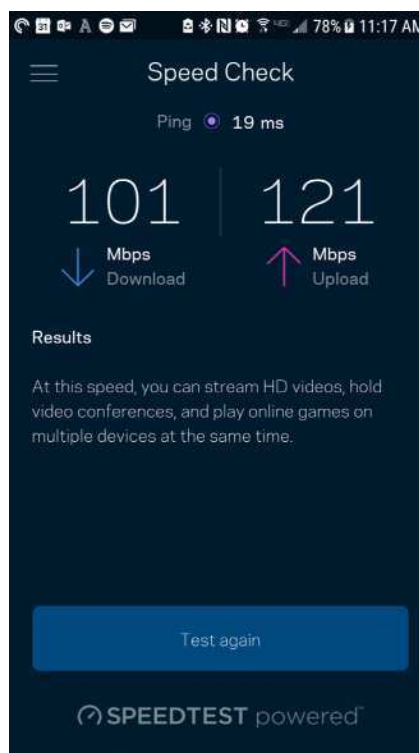 31 A 78% 11:17 AM
Speed Check
Ping 19 ms
101 121
Mbps Mbps
Download Upload
Results
At this speed, you can stream HD videos, hold
video conferences, and play online games on
multiple devices at the same time.
Test again
SPEEDTEST powered